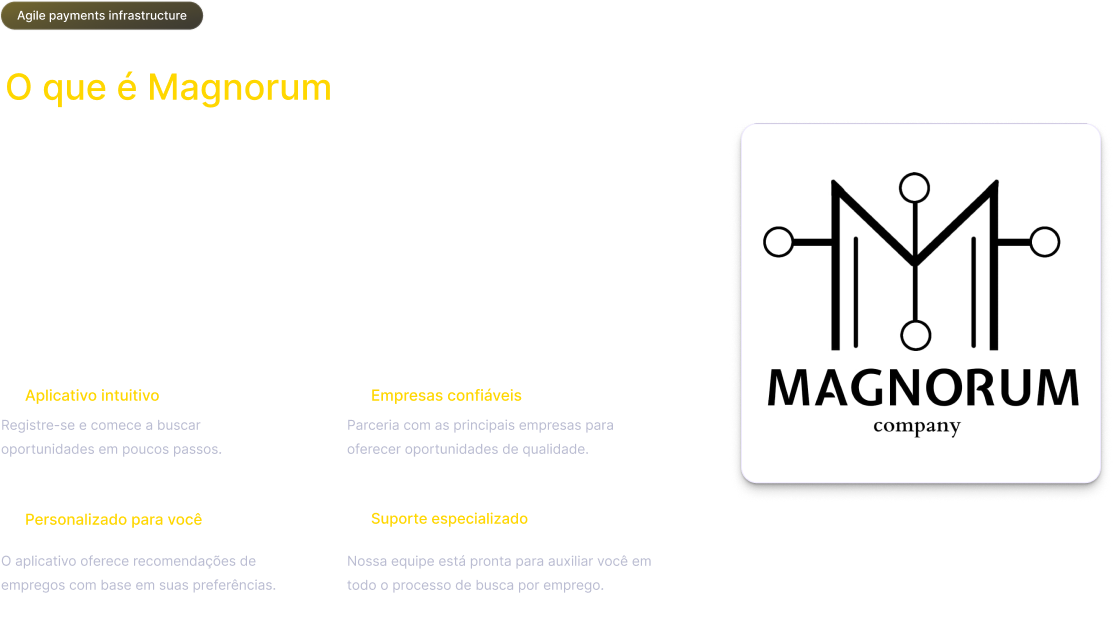 Agile payments infrastructure
O que é Magnorum
MAGNORUM
company
Aplicativo intuitivo
Registre-se e comece a buscar
oportunidades em poucos passos.
Empresas confiáveis
Parceria com as principais empresas para
oferecer oportunidades de qualidade.
Personalizado para você
O aplicativo oferece recomendações de
empregos com base em suas preferências.
Suporte especializado
Nossa equipe está pronta para auxiliar você em
todo o processo de busca por emprego.